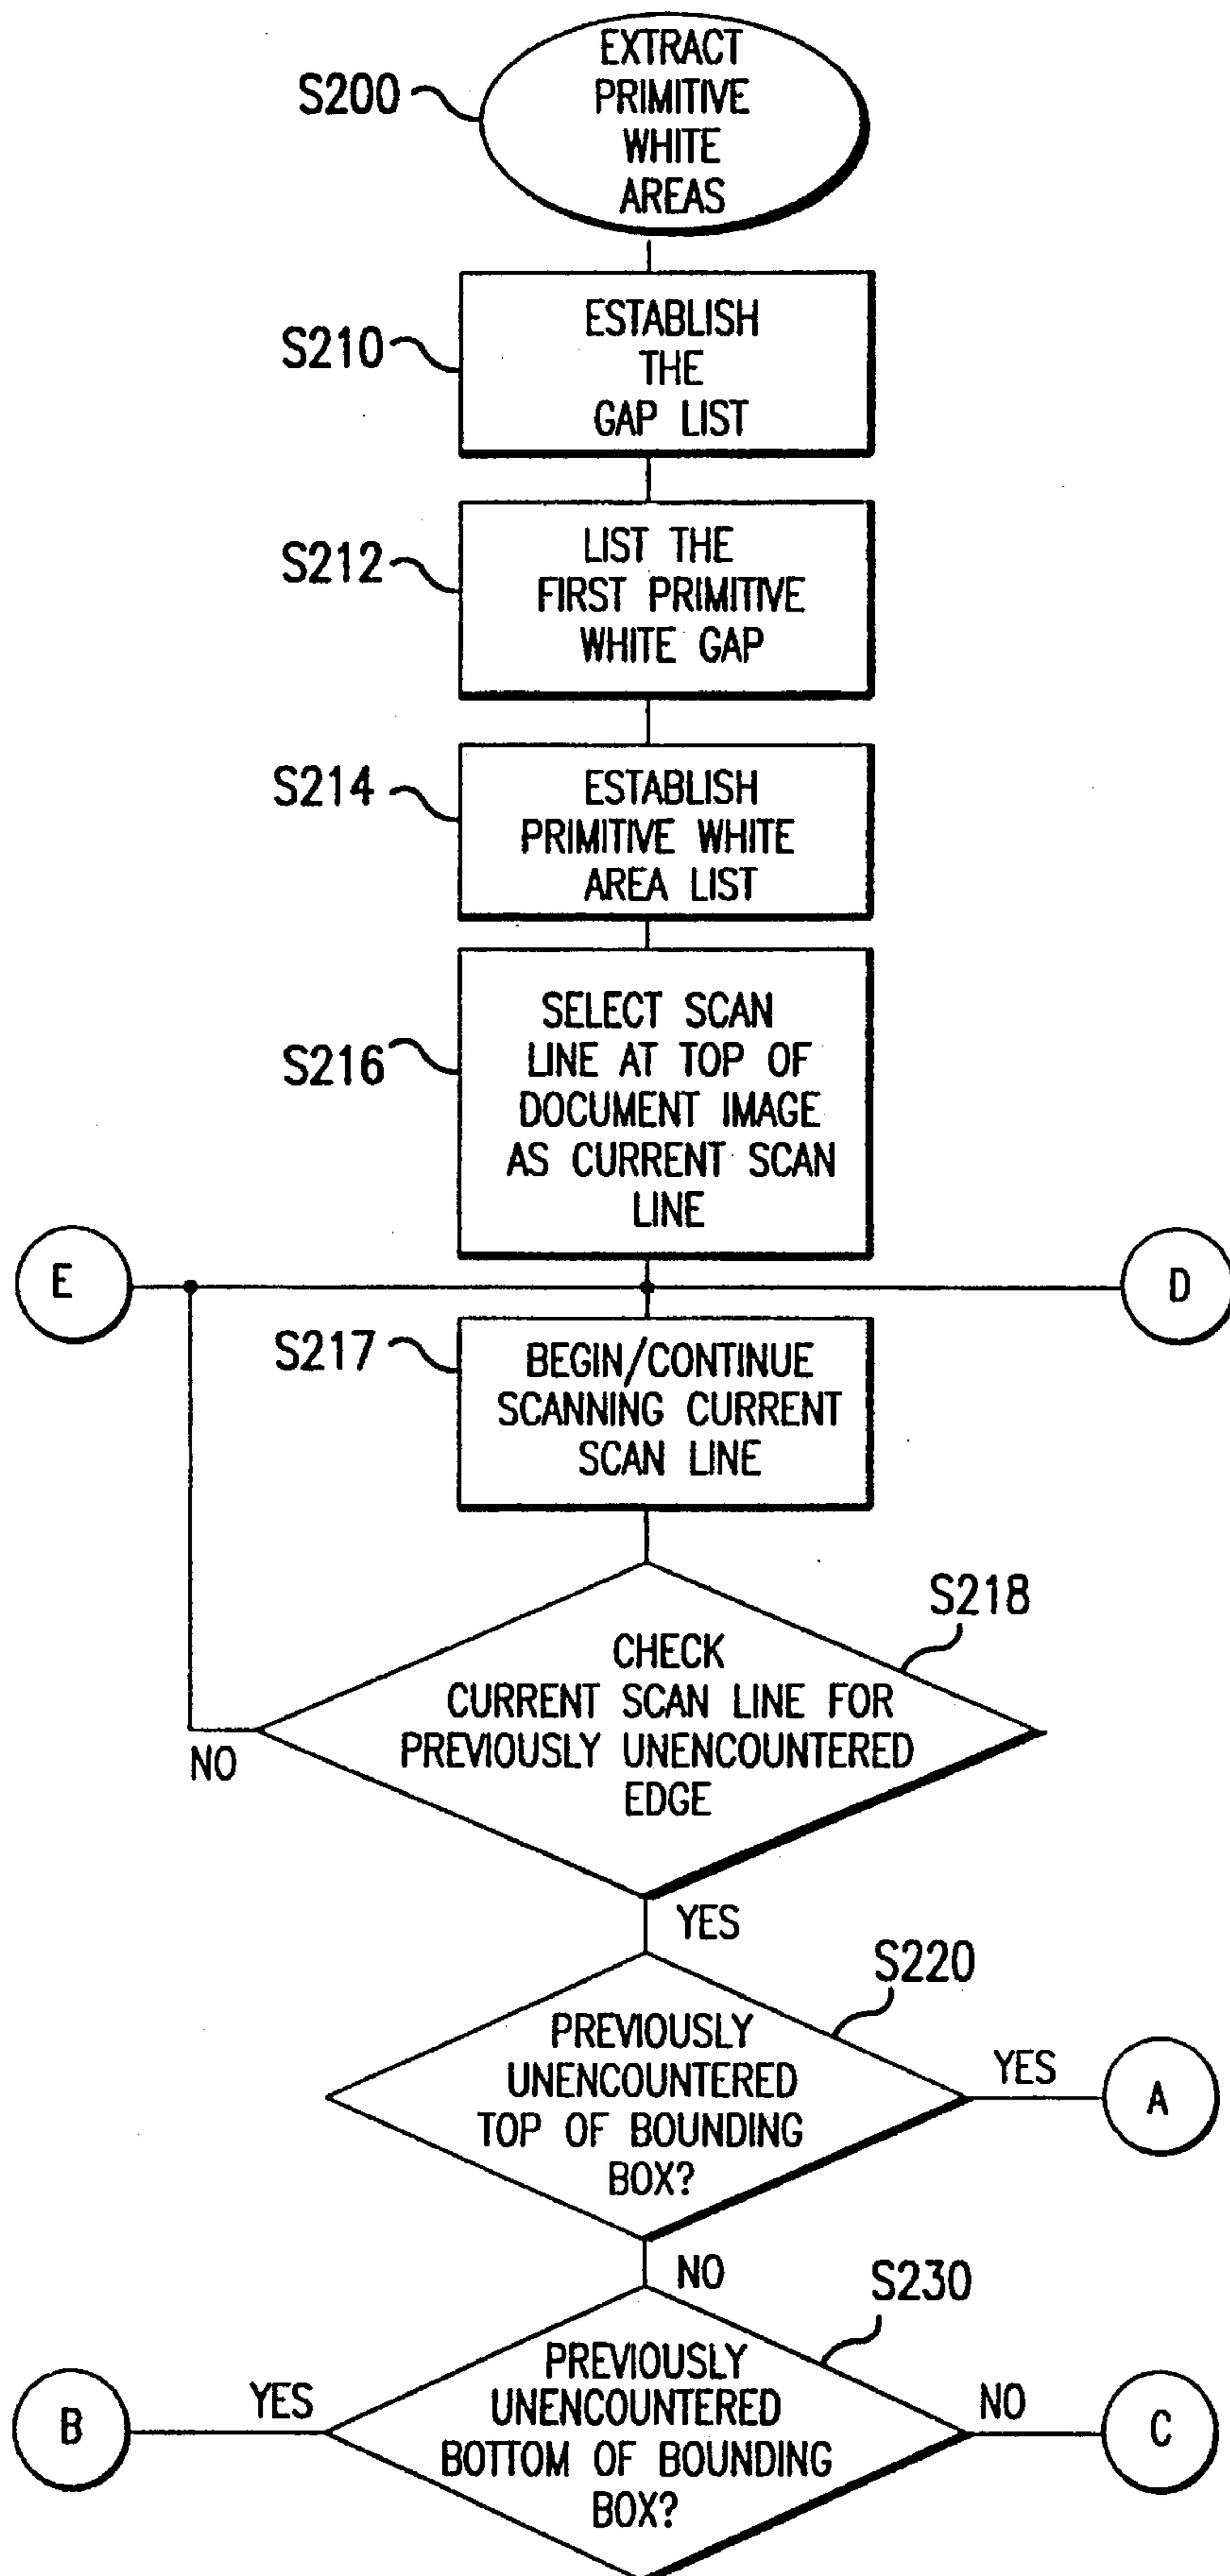 S200
EXTRACT
PRIMITIVE
WHITE
AREAS
S210
ESTABLISH
THE
GAP LIST
S212
LIST THE
FIRST PRIMITIVE
WHITE GAP
S214
ESTABLISH
PRIMITIVE WHITE
AREA LIST
S216
SELECT SCAN
LINE AT TOP OF
DOCUMENT IMAGE
AS CURRENT SCAN
LINE
E
D
S217
BEGIN/CONTINUE
SCANNING CURRENT
SCAN LINE
S218
CHECK
CURRENT SCAN LINE FOR
PREVIOUSLY UNENCOUNTERED
EDGE
NO
YES
S220
PREVIOUSLY
UNENCOUNTERED
TOP OF BOUNDING
BOX?
YES
A
NO
S230
PREVIOUSLY
UNENCOUNTERED
BOTTOM OF BOUNDING
BOX?
YES
B
NO
C